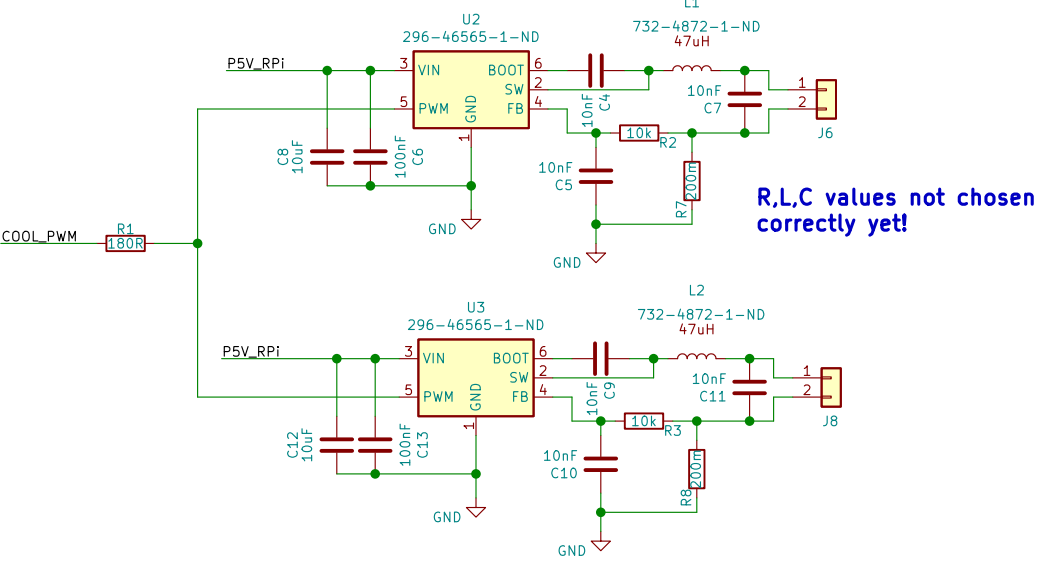 L1
732-4872-1-ND
47uH
U2
296-46565-1-ND
P5V_RPi
3 VIN BOOT 6
SW 2
5 PWM FB 4
GND
1
10nF
C4
10nF
C7
1
2
J6
C8
10uF
100nF
C6
10k
R2
10nF
C5
R7
200m
GND
GND
R,L,C values not chosen
correctly yet!
COOL_PWM
R1
180R
L2
732-4872-1-ND
47uH
U3
296-46565-1-ND
P5V_RPi
3 VIN BOOT 6
SW 2
5 PWM FB 4
GND
1
10nF
C9
10nF
C11
1
2
J8
C12
10uF
100nF
C13
10k
R3
10nF
C10
R8
200m
GND
GND